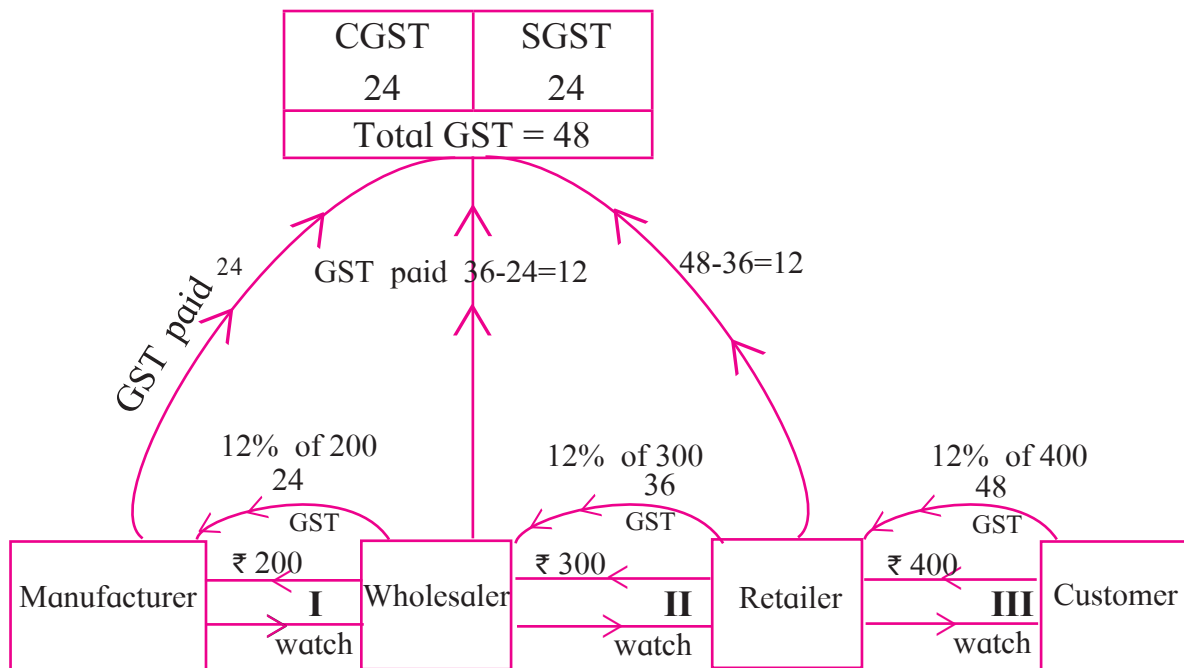 CGST SGST
24 24
Total GST = 48
GST paid 24
GST paid 36-24=12
48-36=12
12% of 200
24
GST
12% of 300
36
GST
12% of 400
48
GST
₹ 200
₹ 300
₹ 400
Manufacturer I Wholesaler II Retailer III Customer
watch watch watch